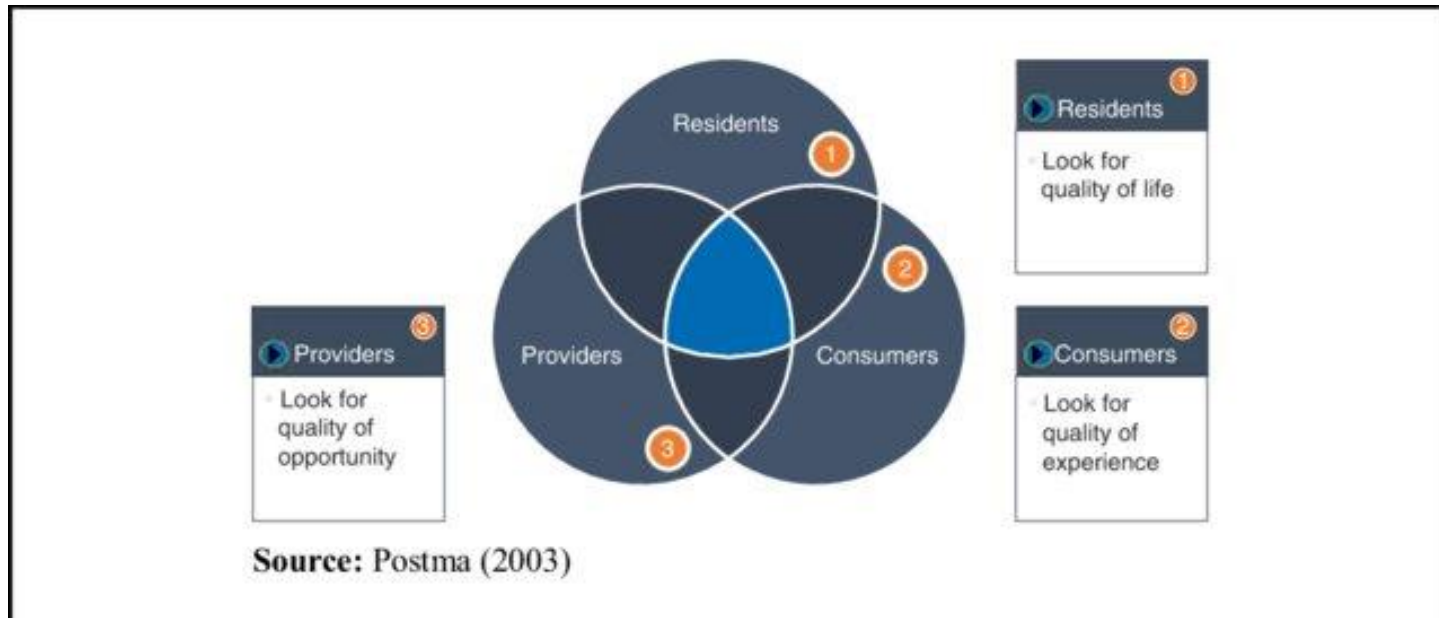 Residents
1
2
Providers
Consumers
3
1
Residents
Look for
quality of life
3
Providers
Look for
quality of
opportunity
2
Consumers
Look for
quality of
experience
Source: Postma (2003)